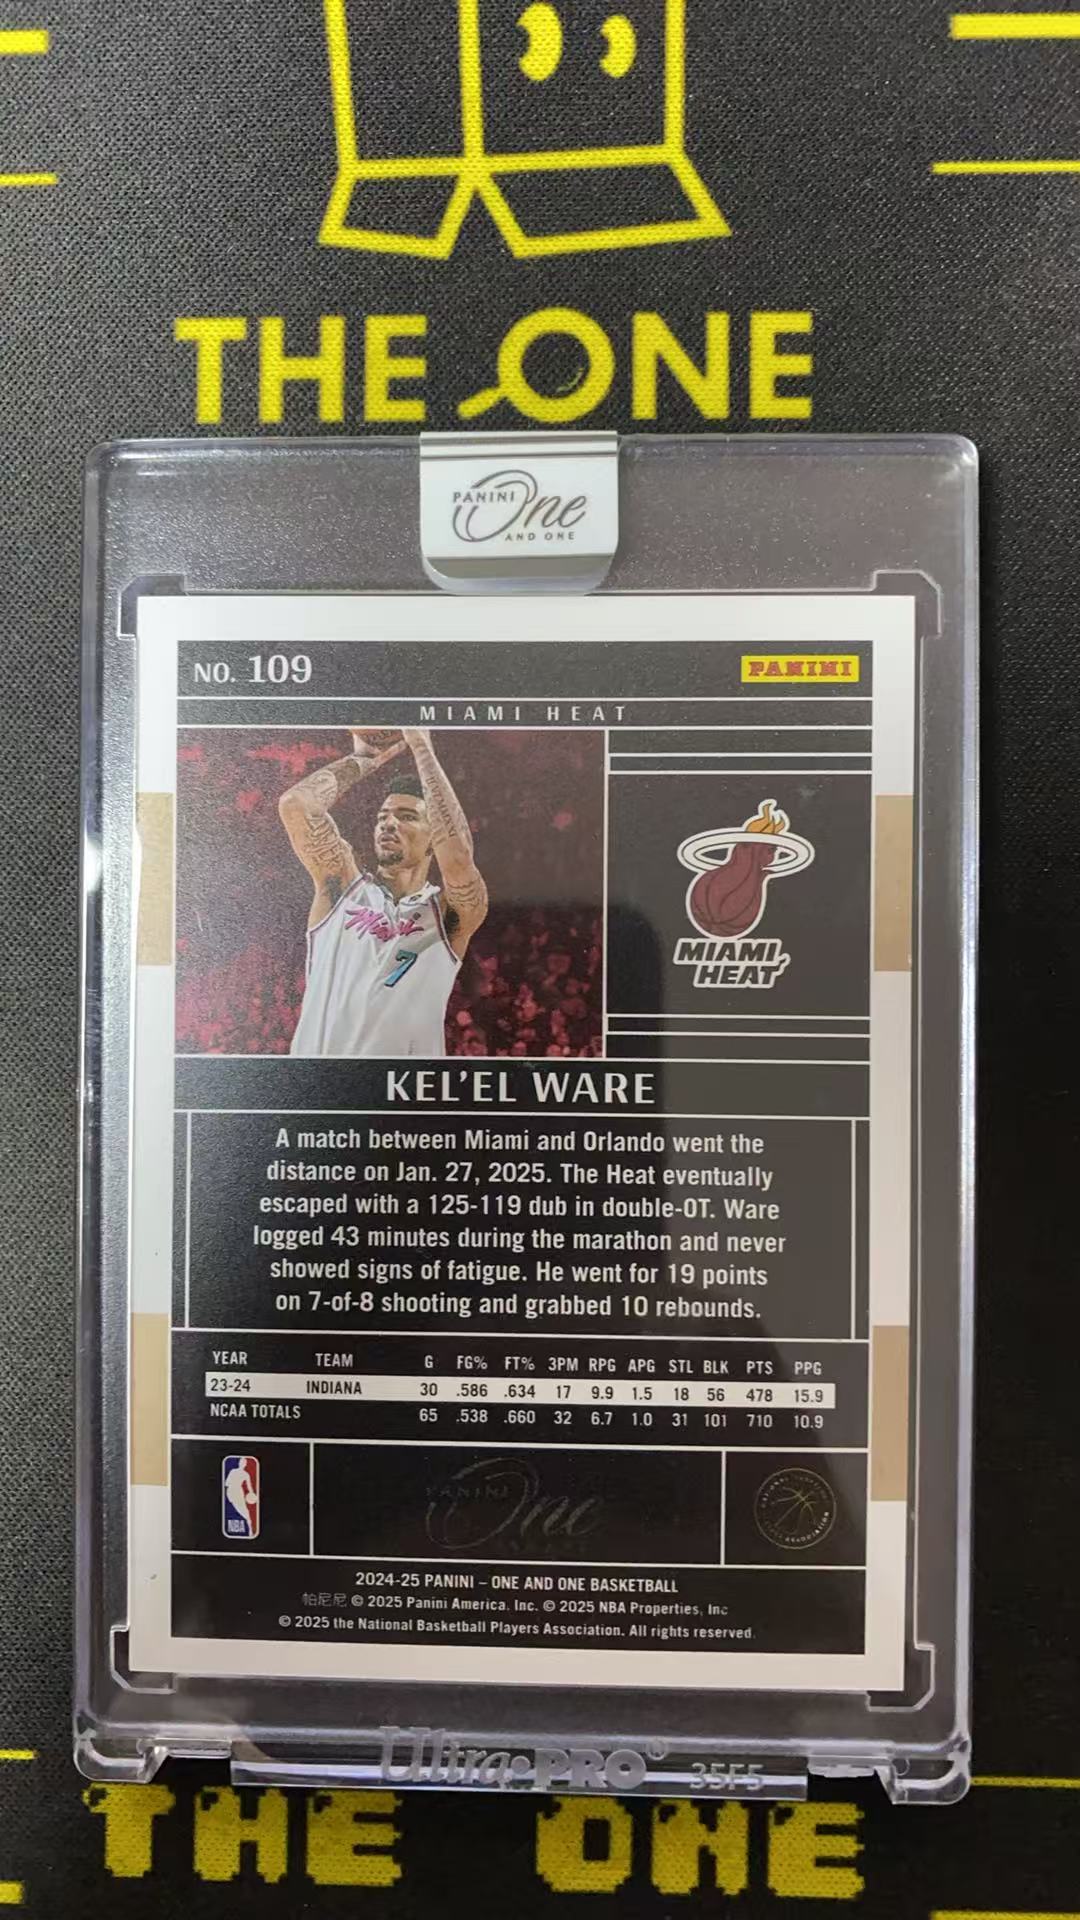 THE ONE
PANINI One
AND ONE
NO. 109
PANINI
MIAMI HEAT
Miami
7
MIAMI
HEAT
KEL'EL WARE
A match between Miami and Orlando went the
distance on Jan. 27, 2025. The Heat eventually
escaped with a 125-119 dub in double-OT. Ware
logged 43 minutes during the marathon and never
showed signs of fatigue. He went for 19 points
on 7-of-8 shooting and grabbed 10 rebounds.
YEAR TEAM G FG% FT% 3PM RPG APG STL BLK PTS PPG
23-24 INDIANA 30 .586 .634 17 9.9 1.5 18 56 478 15.9
NCAA TOTALS 65 .538 .660 32 6.7 1.0 31 101 710 10.9
NBA
PANINI One
2024-25 PANINI – ONE AND ONE BASKETBALL
帕尼尼 © 2025 Panini America. Inc. © 2025 NBA Properties, Inc
© 2025 the National Basketball Players Association. All rights reserved.
Ultra•PRO® 35F5
THE ONE